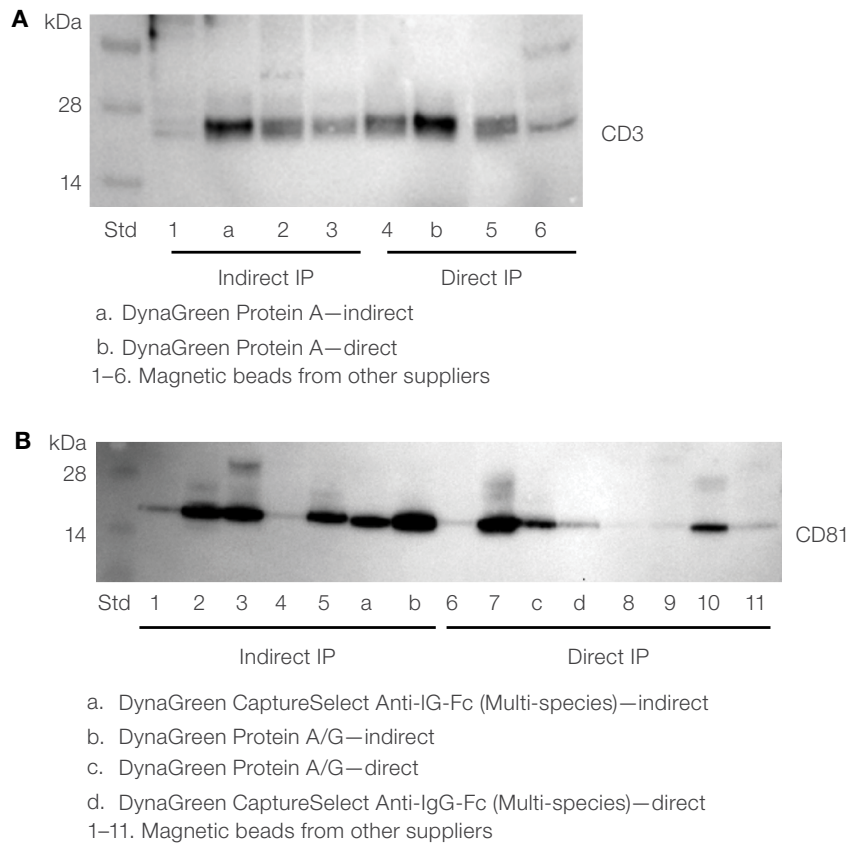 A kDa
28
CD3
14
Std 1 a 2 3 4 b 5 6
Indirect IP Direct IP
a. DynaGreen Protein A—indirect
b. DynaGreen Protein A—direct
1–6. Magnetic beads from other suppliers
B kDa
28
14 CD81
Std 1 2 3 4 5 a b 6 7 c d 8 9 10 11
Indirect IP Direct IP
a. DynaGreen CaptureSelect Anti-IG-Fc (Multi-species)—indirect
b. DynaGreen Protein A/G—indirect
c. DynaGreen Protein A/G—direct
d. DynaGreen CaptureSelect Anti-IgG-Fc (Multi-species)—direct
1–11. Magnetic beads from other suppliers